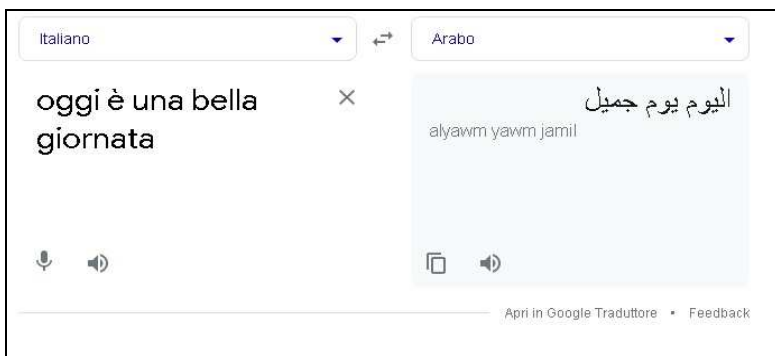 Italiano
Arabo
oggi è una bella
giornata
اليوم يوم جميل
alyawm yawm jamil
Apri in Google Traduttore • Feedback